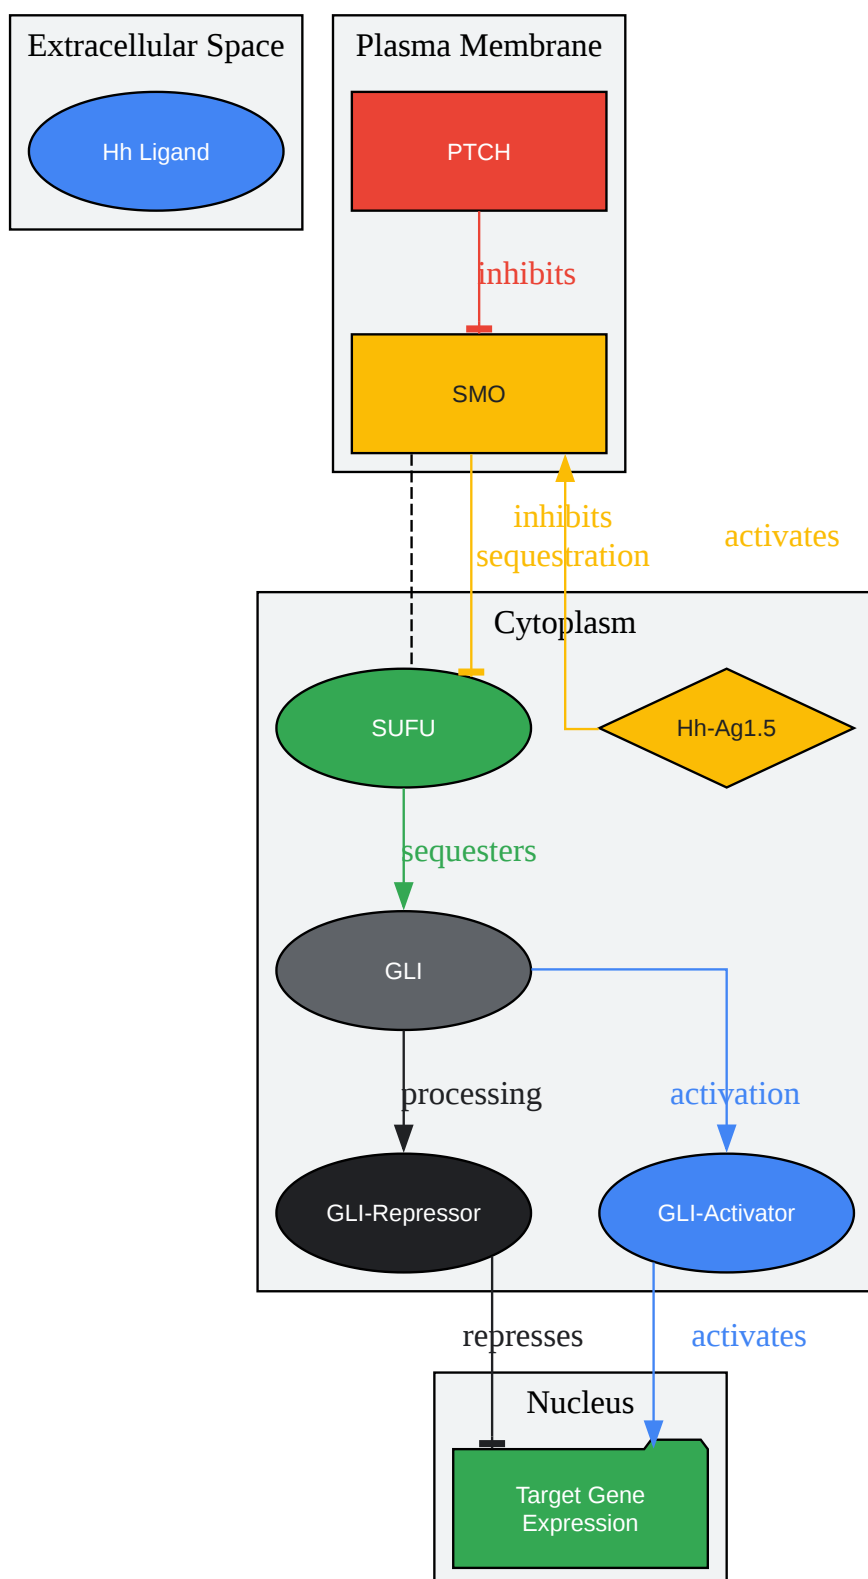 Extracellular Space
Plasma Membrane
Hh Ligand
PTCH
inhibits
SMO
inhibits
sequestration
activates
Cytoplasm
SUFU
Hh-Ag1.5
sequesters
GLI
processing
activation
GLI-Repressor
GLI-Activator
represses
activates
Nucleus
Target Gene
Expression